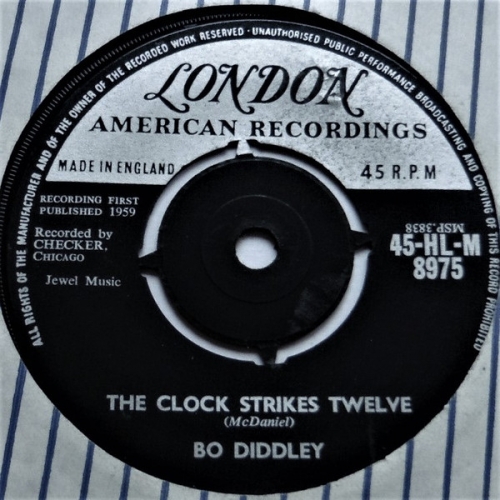 ALL RIGHTS OF THE MANUFACTURER AND OF THE OWNER OF THE RECORDED WORK RESERVED · UNAUTHORISED PUBLIC PERFORMANCE BROADCASTING AND COPYING OF THIS RECORD PROHIBITED
LONDON
AMERICAN RECORDINGS
MADE IN ENGLAND
45 R.P.M
RECORDING FIRST
PUBLISHED 1959
Recorded by
CHECKER,
CHICAGO
Jewel Music
MSP.3838
45-HL-M
8975
THE CLOCK STRIKES TWELVE
(McDaniel)
BO DIDDLEY